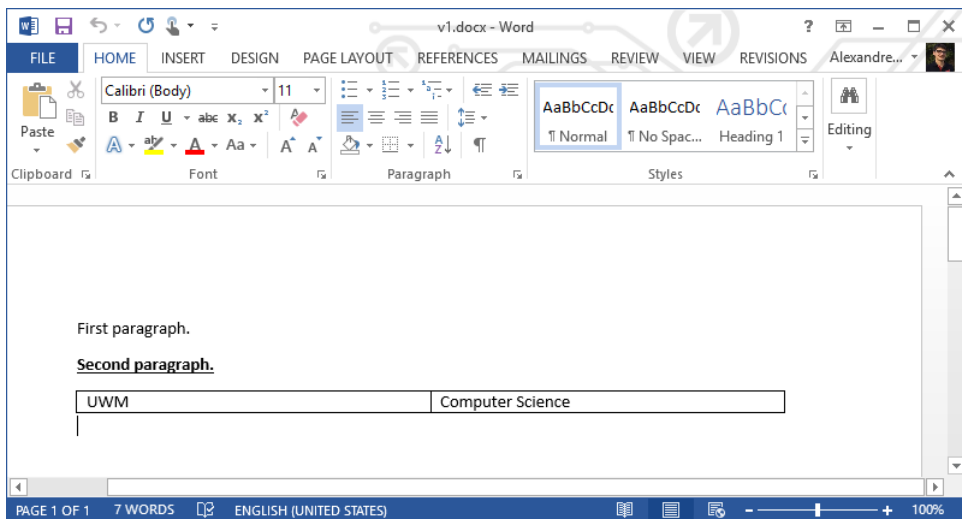 v1.docx - Word
?
FILE HOME INSERT DESIGN PAGE LAYOUT REFERENCES MAILINGS REVIEW VIEW REVISIONS Alexandre...
Paste
Calibri (Body) 11
B I U abc X₂ X²
A aby A Aa A A
A Z
¶
AaBbCcDc AaBbCcDc AaBbCc
¶ Normal ¶ No Spac... Heading 1
Editing
Clipboard Font Paragraph Styles
First paragraph.
Second paragraph.
UWM Computer Science
PAGE 1 OF 1 7 WORDS ENGLISH (UNITED STATES) - + 100%